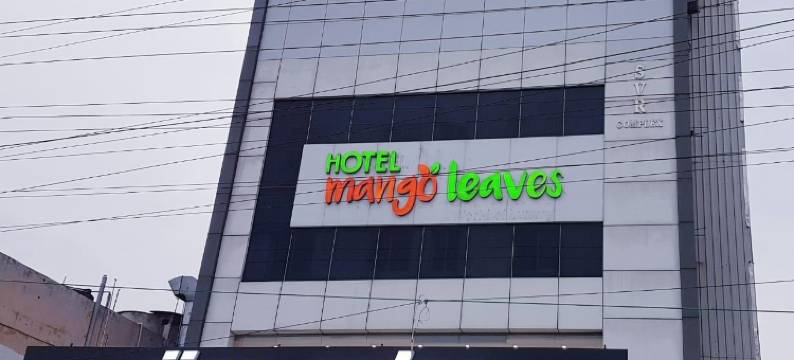 HOTEL
mango leaves
SVR
COMPLEX